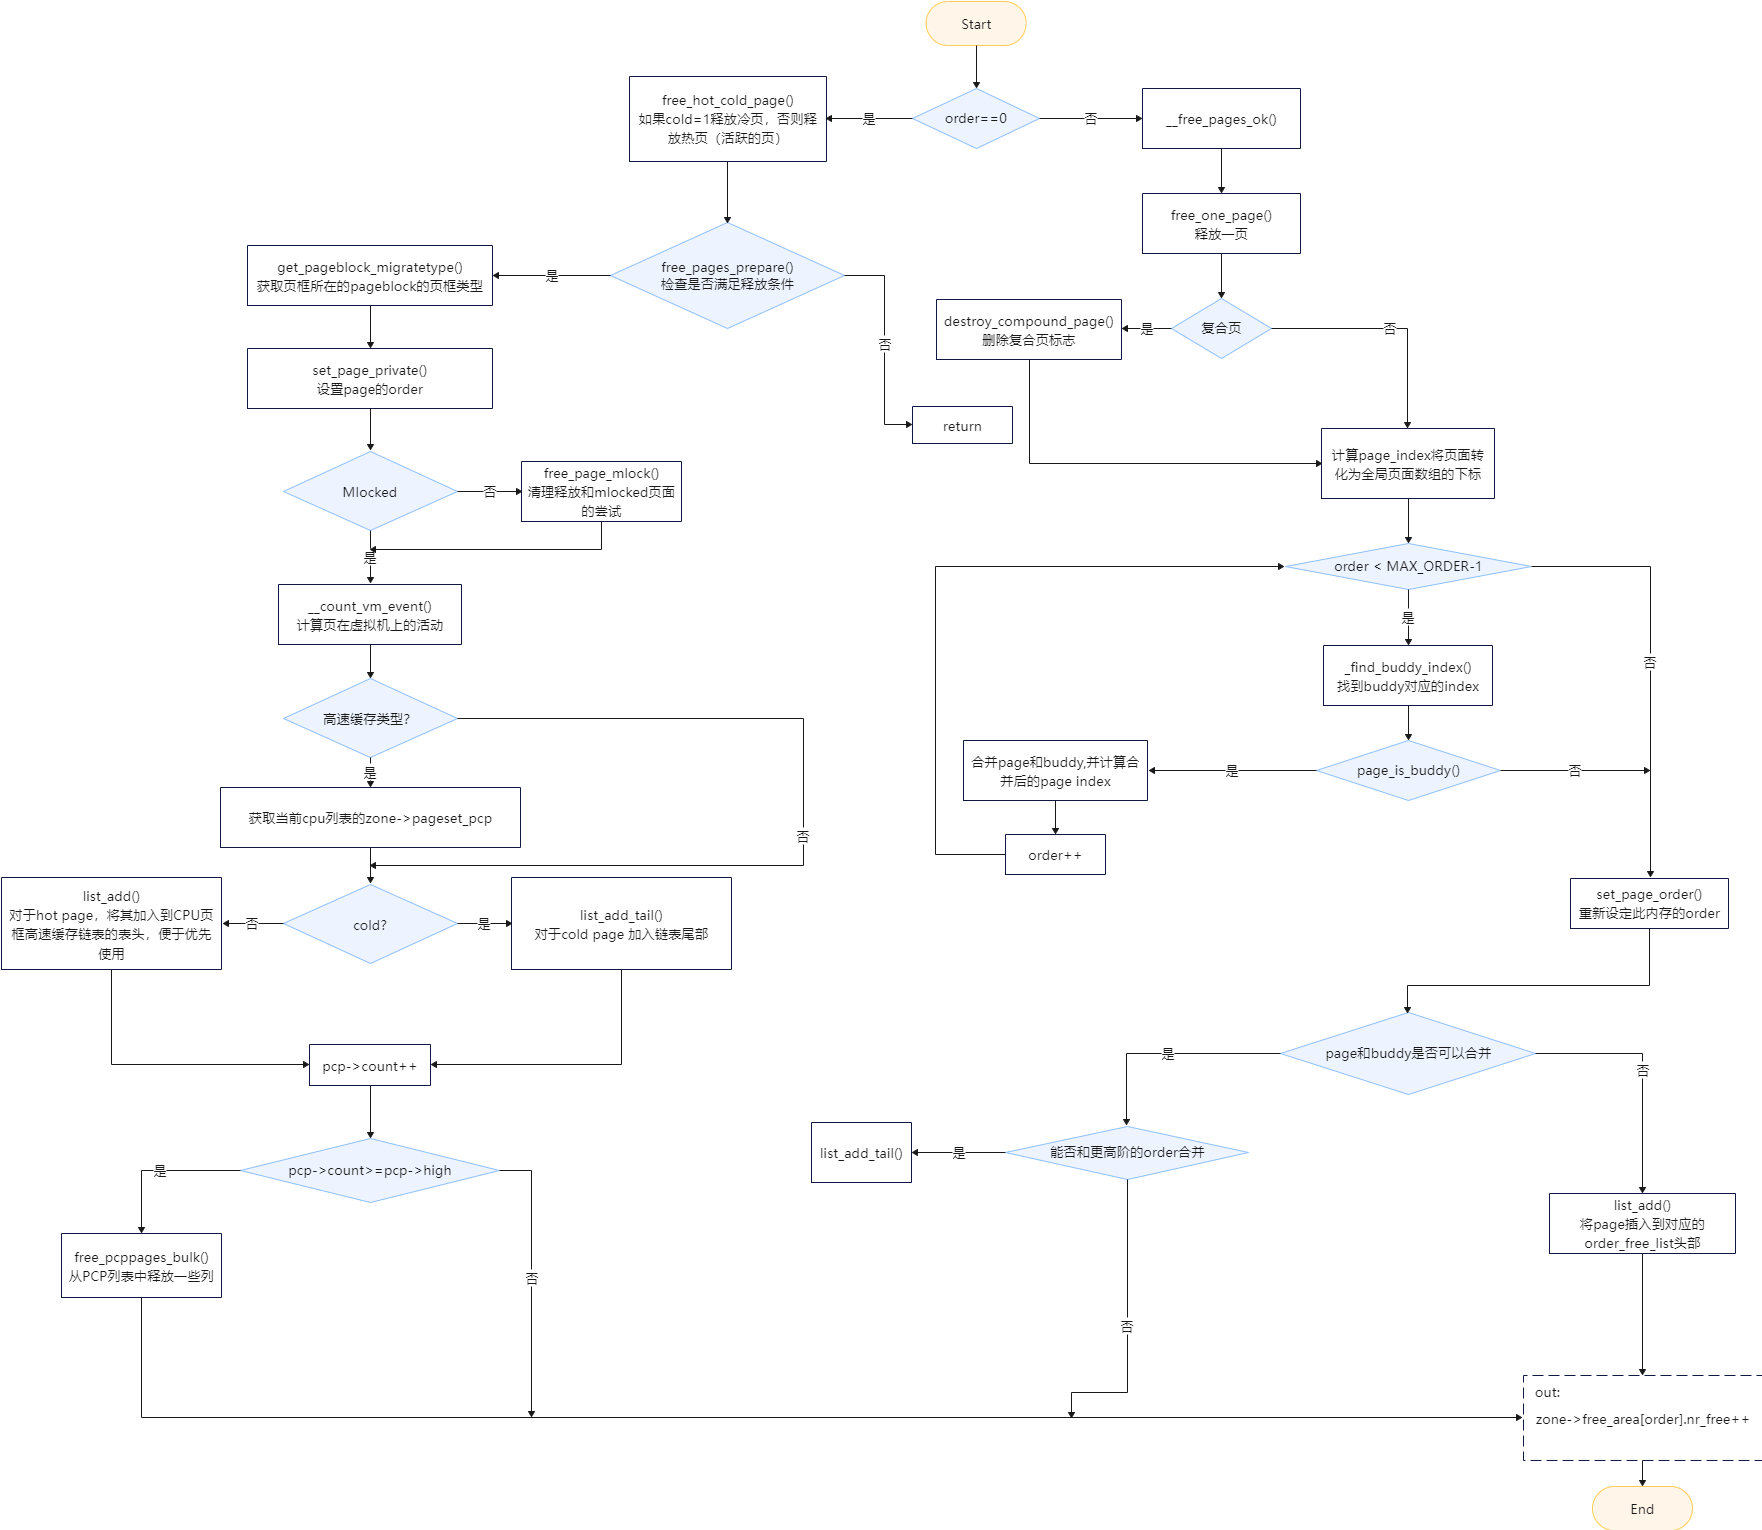 Start
order==0
是
否
free_hot_cold_page()
如果cold=1释放冷页，否则释
放热页（活跃的页）
__free_pages_ok()
free_one_page()
释放一页
free_pages_prepare()
检查是否满足释放条件
是
否
get_pageblock_migratetype()
获取页框所在的pageblock的页框类型
set_page_private()
设置page的order
return
复合页
是
否
destroy_compound_page()
删除复合页标志
计算page_index将页面转
化为全局页面数组的下标
Mlocked
否
free_page_mlock()
清理释放和mlocked页面
的尝试
是
__count_vm_event()
计算页在虚拟机上的活动
order < MAX_ORDER-1
是
否
_find_buddy_index()
找到buddy对应的index
高速缓存类型?
是
否
page_is_buddy()
是
否
合并page和buddy,并计算合
并后的page index
order++
获取当前cpu列表的zone->pageset_pcp
cold?
否
是
list_add()
对于hot page，将其加入到CPU页
框高速缓存链表的表头，便于优先
使用
list_add_tail()
对于cold page 加入链表尾部
set_page_order()
重新设定此内存的order
pcp->count++
page和buddy是否可以合并
是
否
pcp->count>=pcp->high
是
否
能否和更高阶的order合并
是
否
list_add_tail()
list_add()
将page插入到对应的
order_free_list头部
free_pcppages_bulk()
从PCP列表中释放一些列
out:
zone->free_area[order].nr_free++
End